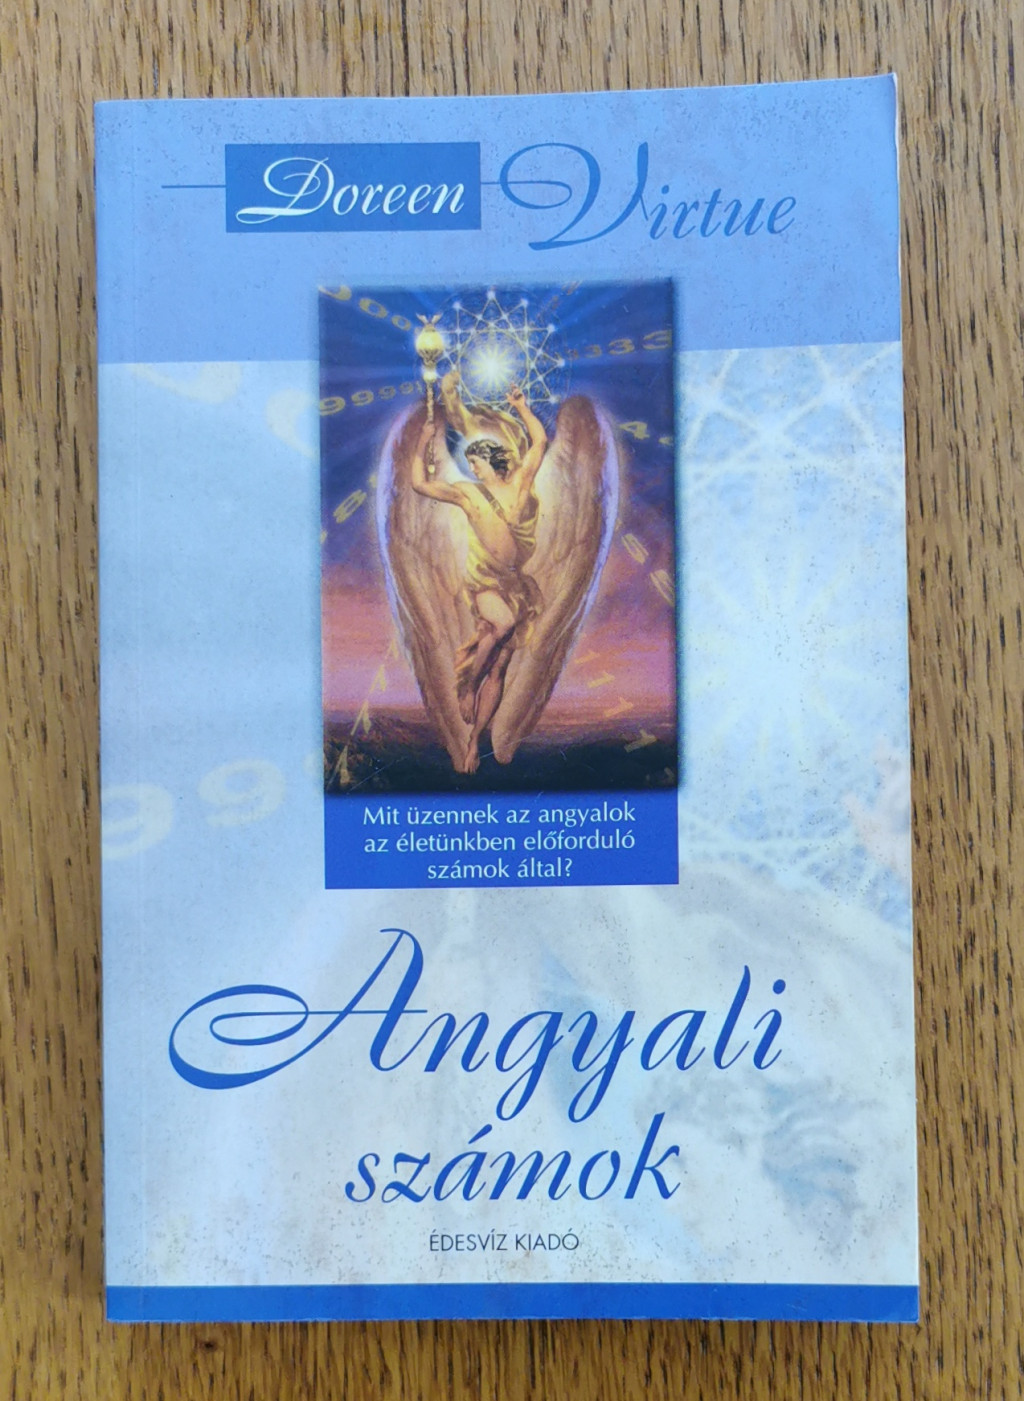 Doreen Virtue
Mit üzennek az angyalok
az életünkben előforduló
számok által?
Angyali
számok
ÉDESVÍZ KIADÓ